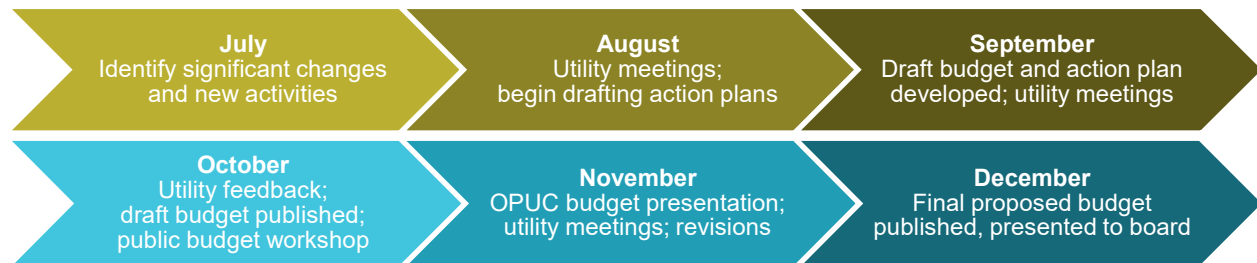 July
Identify significant changes
and new activities
August
Utility meetings;
begin drafting action plans
September
Draft budget and action plan
developed; utility meetings
October
Utility feedback;
draft budget published;
public budget workshop
November
OPUC budget presentation;
utility meetings; revisions
December
Final proposed budget
published, presented to board